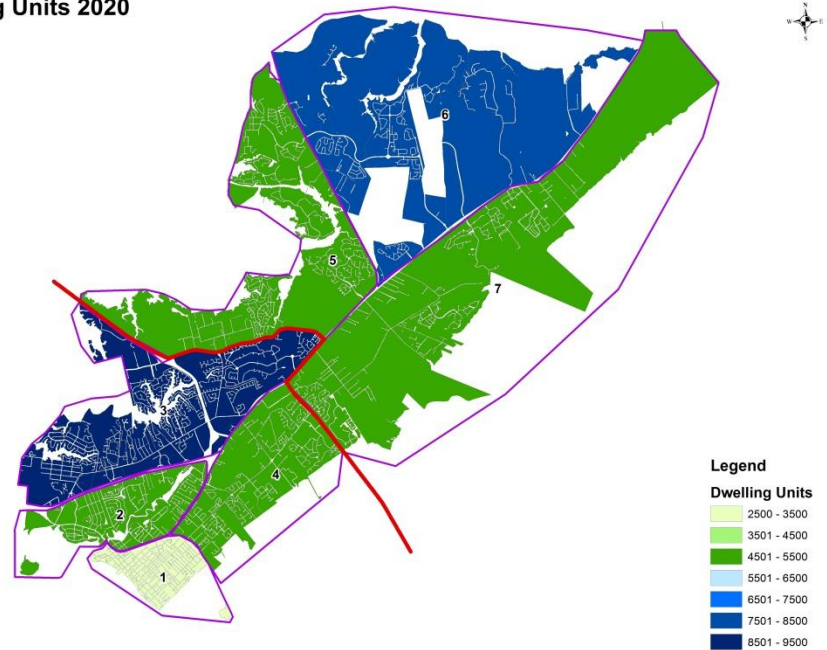 g Units 2020
N
W E
S
6
5
7
3
4
2
1
Legend
Dwelling Units
2500 - 3500
3501 - 4500
4501 - 5500
5501 - 6500
6501 - 7500
7501 - 8500
8501 - 9500